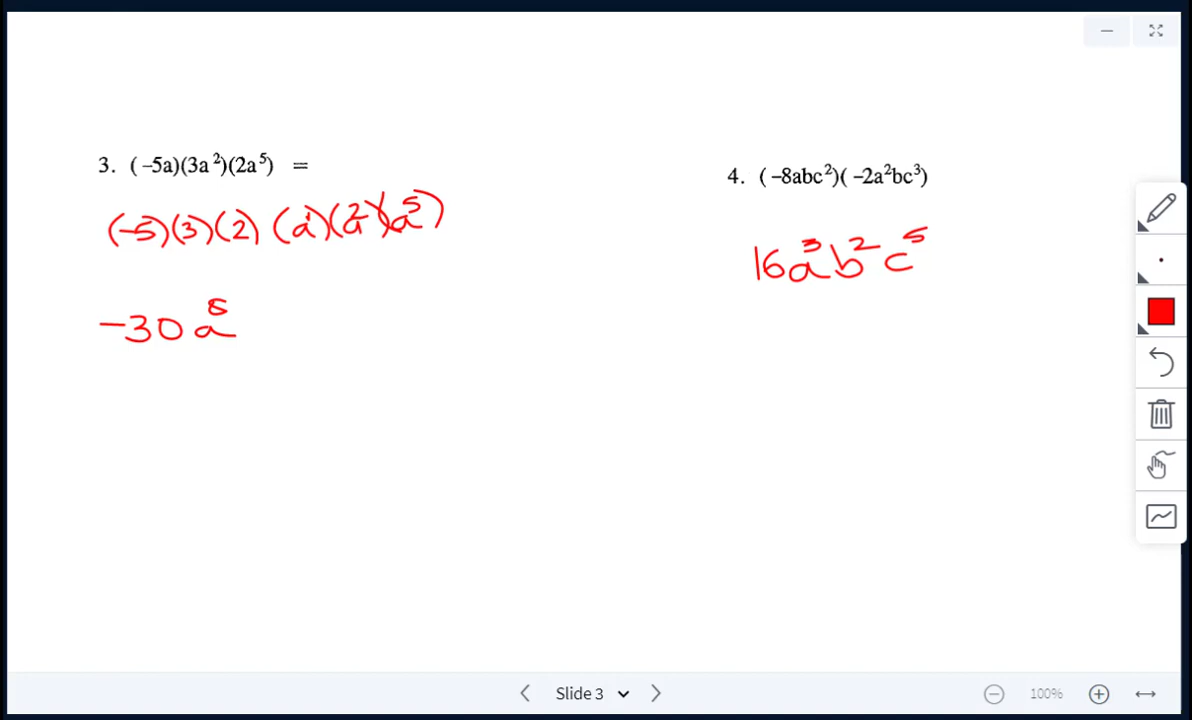 3. (–5a)(3a²)(2a⁵) =
(-5)(3)(2) (a¹)(a²)(a⁵)
-30a⁸
4. (–8abc²)( –2a²bc³)
16a³b²c⁵
Slide 3
100%